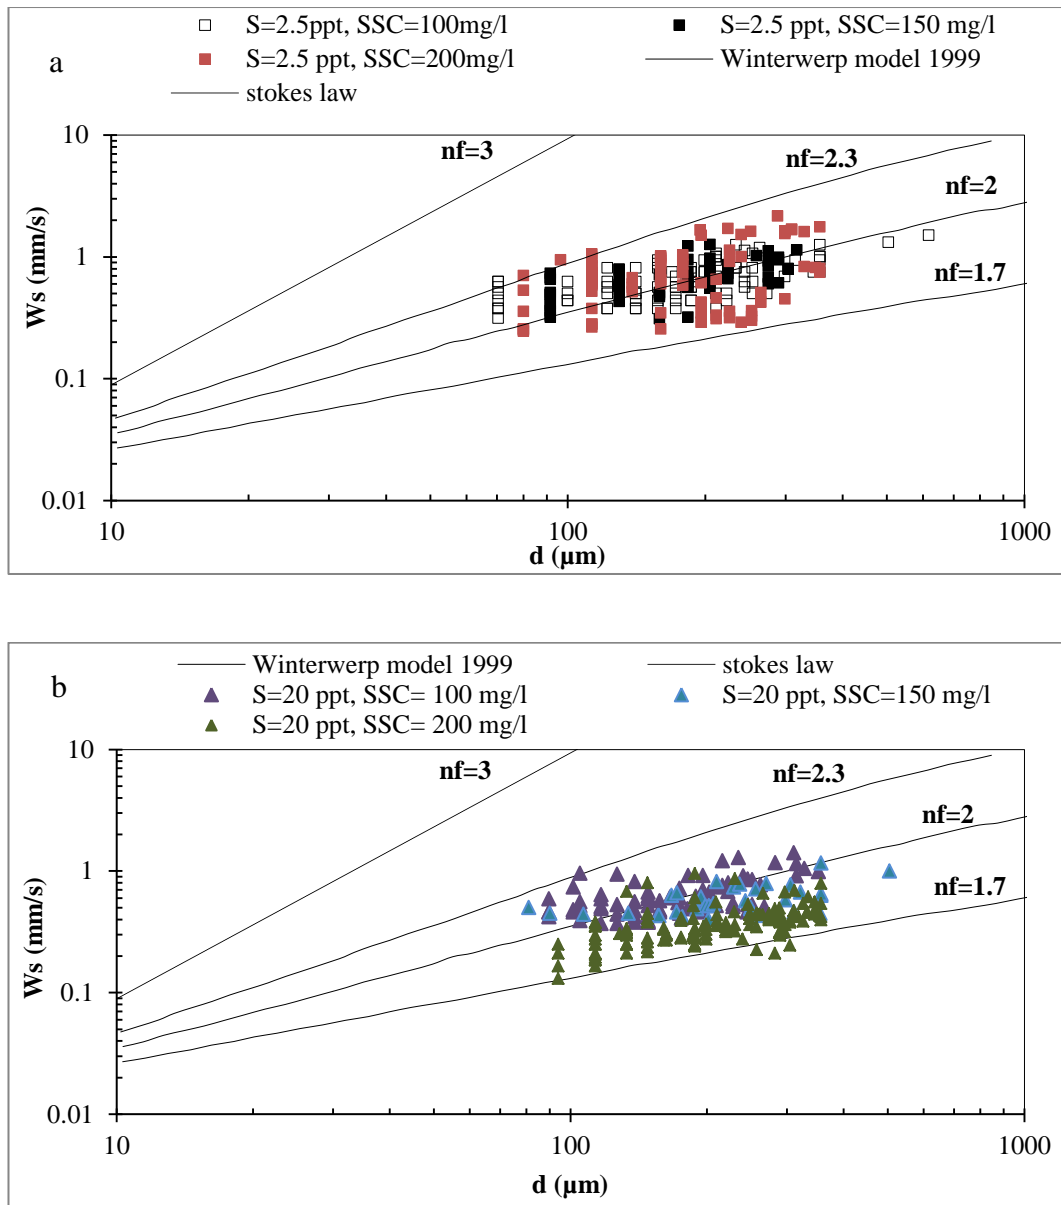 S=2.5ppt, SSC=100mg/l
S=2.5 ppt, SSC=150 mg/l
S=2.5 ppt, SSC=200mg/l
Winterwerp model 1999
stokes law
a
10
1
0.1
0.01
Ws (mm/s)
nf=3
nf=2.3
nf=2
nf=1.7
10
100
1000
d (µm)
Winterwerp model 1999
stokes law
S=20 ppt, SSC= 100 mg/l
S=20 ppt, SSC=150 mg/l
S=20 ppt, SSC= 200 mg/l
b
10
1
0.1
0.01
Ws (mm/s)
nf=3
nf=2.3
nf=2
nf=1.7
10
100
1000
d (µm)